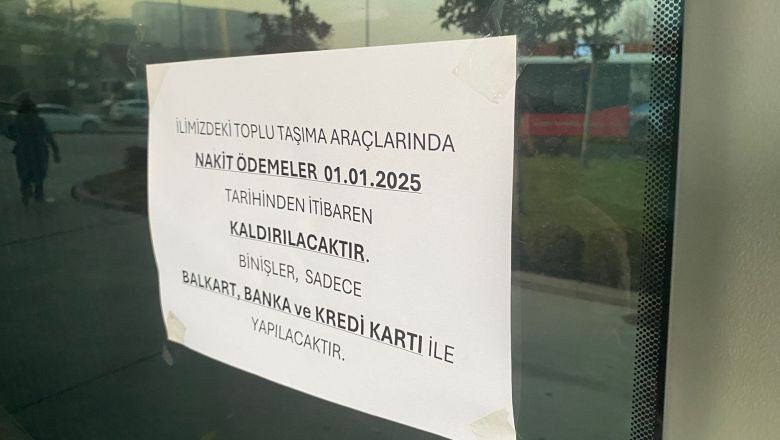 İLİMİZDEKİ TOPLU TAŞIMA ARAÇLARINDA
NAKİT ÖDEMELER 01.01.2025
TARİHİNDEN İTİBAREN
KALDIRILACAKTIR.
BİNİŞLER, SADECE
BALKART, BANKA ve KREDİ KARTI İLE
YAPILACAKTIR.